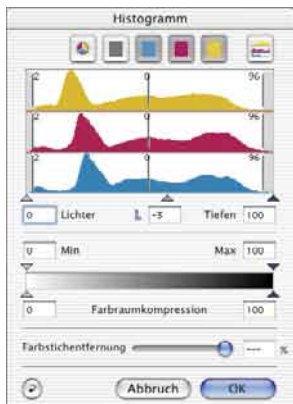 Histogramm
2 0 96
2 0 96
2 0 96
0 Lichter L -3 Tiefen 100
0 Min Max 100
0 Farbraumkompression 100
Farbstichentfernung --- %
Abbruch OK